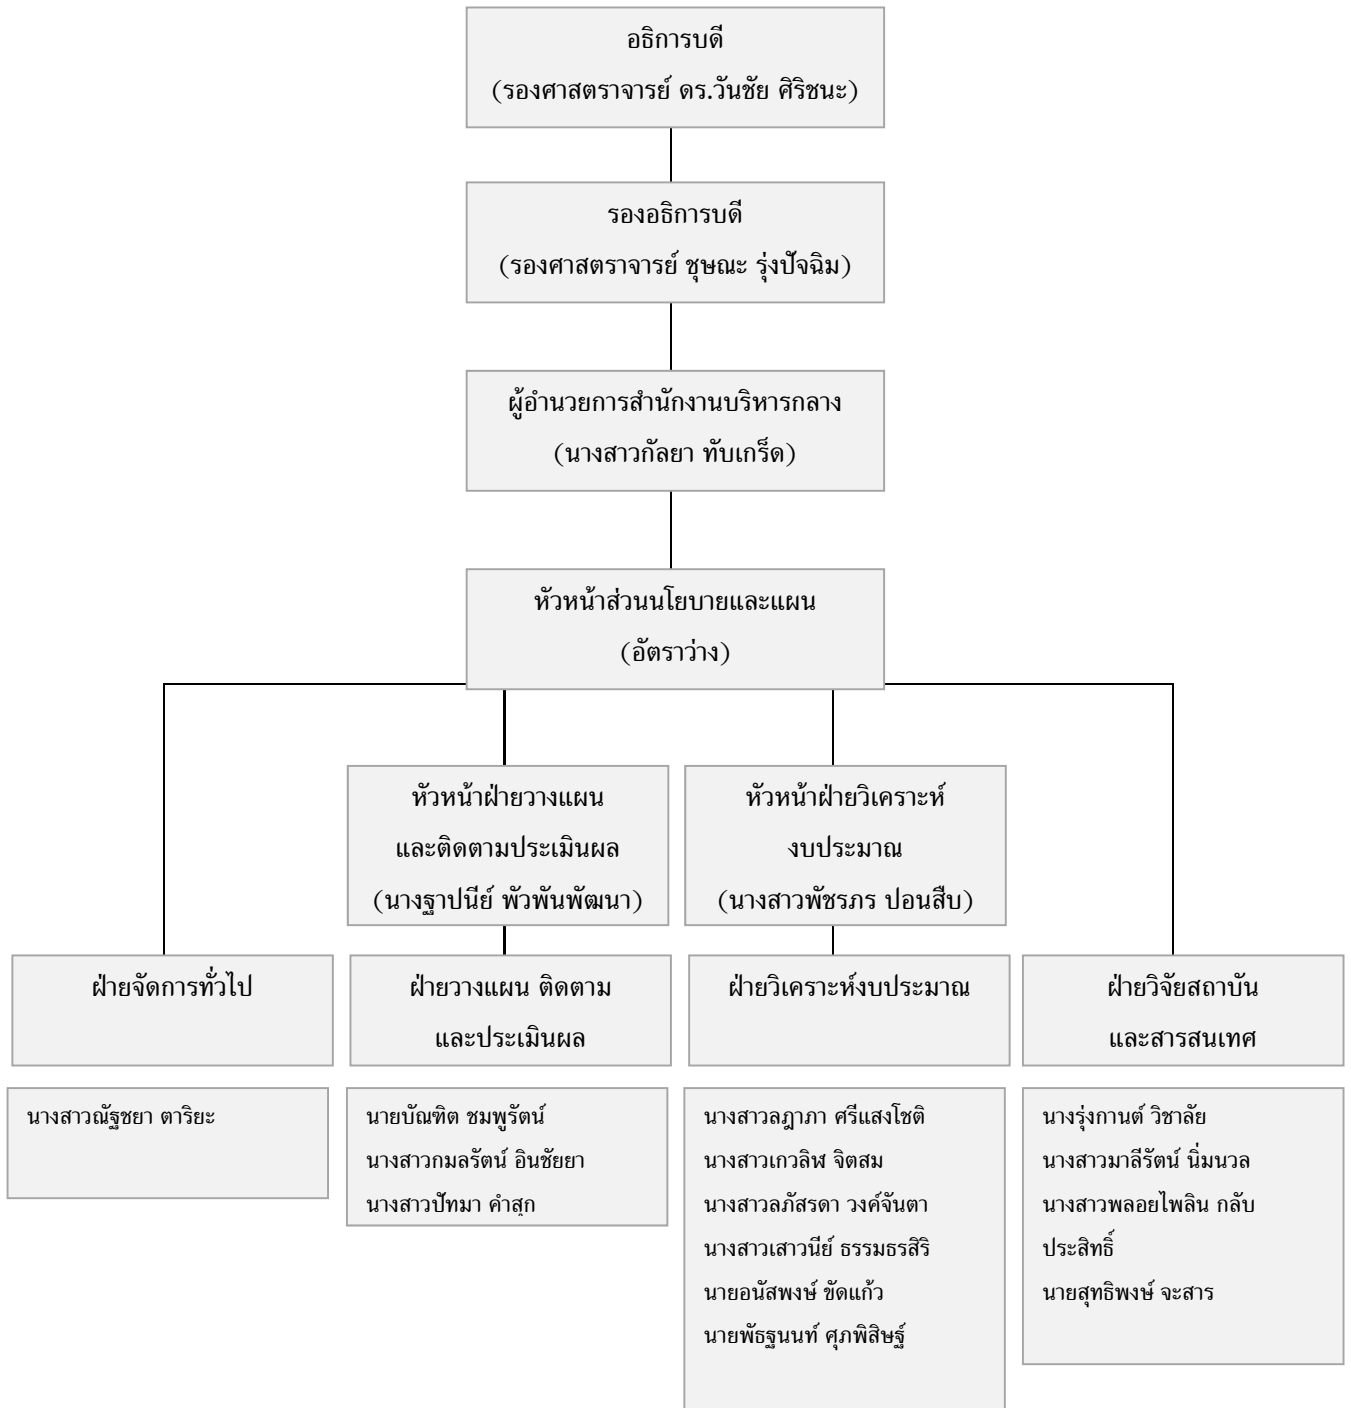 อธิการบดี
(รองศาสตราจารย์ ดร.วันชัย ศิริชนะ)
รองอธิการบดี
(รองศาสตราจารย์ ชุษณะ รุ่งปัจฉิม)
ผู้อำนวยการสำนักงานบริหารกลาง
(นางสาวกัลยา ทับเกร็ด)
หัวหน้าส่วนนโยบายและแผน
(อัตราว่าง)
หัวหน้าฝ่ายวางแผน
และติดตามประเมินผล
(นางฐาปนีย์ พัวพันพัฒนา)
หัวหน้าฝ่ายวิเคราะห์
งบประมาณ
(นางสาวพัชรภร ปอนสืบ)
ฝ่ายจัดการทั่วไป
ฝ่ายวางแผน ติดตาม
และประเมินผล
ฝ่ายวิเคราะห์งบประมาณ
ฝ่ายวิจัยสถาบัน
และสารสนเทศ
นางสาวณัฐชยา ตาริยะ
นายบัณฑิต ชมพูรัตน์
นางสาวกมลรัตน์ อินชัยยา
นางสาวปัทมา คำสุก
นางสาวลฎาภา ศรีแสงโชติ
นางสาวเกวลิฬ จิตสม
นางสาวลภัสรดา วงค์จันตา
นางสาวเสาวนีย์ ธรรมธรสิริ
นายอนัสพงษ์ ขัดแก้ว
นายพัธฐนนท์ ศุภพิสิษฐ์
นางรุ่งกานต์ วิชาลัย
นางสาวมาลีรัตน์ นิ่มนวล
นางสาวพลอยไพลิน กลับ
ประสิทธิ์
นายสุทธิพงษ์ จะสาร